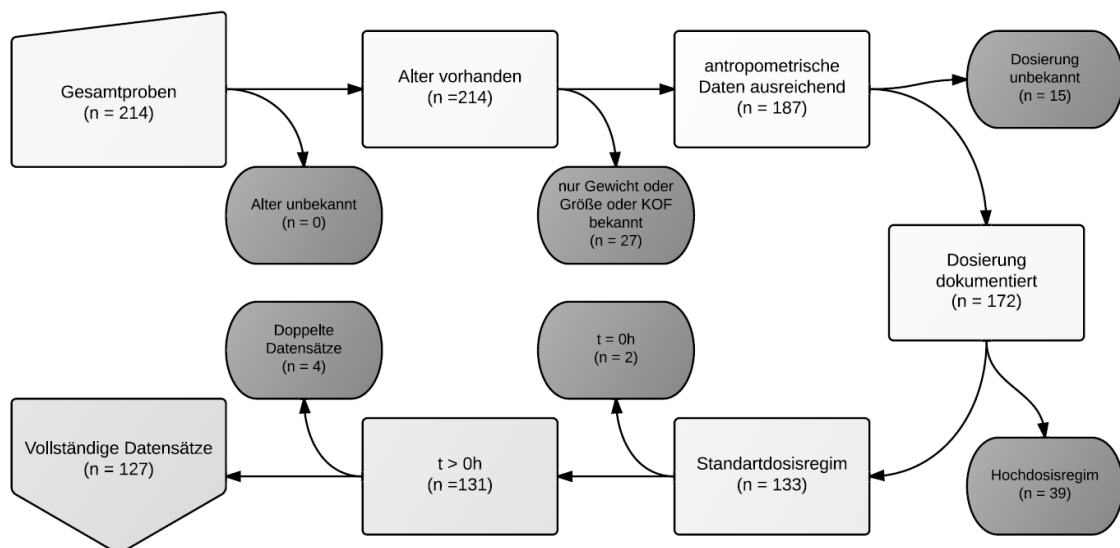 Gesamtproben
(n = 214)
Alter vorhanden
(n =214)
antropometrische
Daten ausreichend
(n = 187)
Dosierung
unbekannt
(n = 15)
Alter unbekannt
(n = 0)
nur Gewicht oder
Größe oder KOF
bekannt
(n = 27)
Dosierung
dokumentiert
(n = 172)
Doppelte
Datensätze
(n = 4)
t = 0h
(n = 2)
Vollständige Datensätze
(n = 127)
t > 0h
(n =131)
Standartdosisregim
(n = 133)
Hochdosisregim
(n = 39)